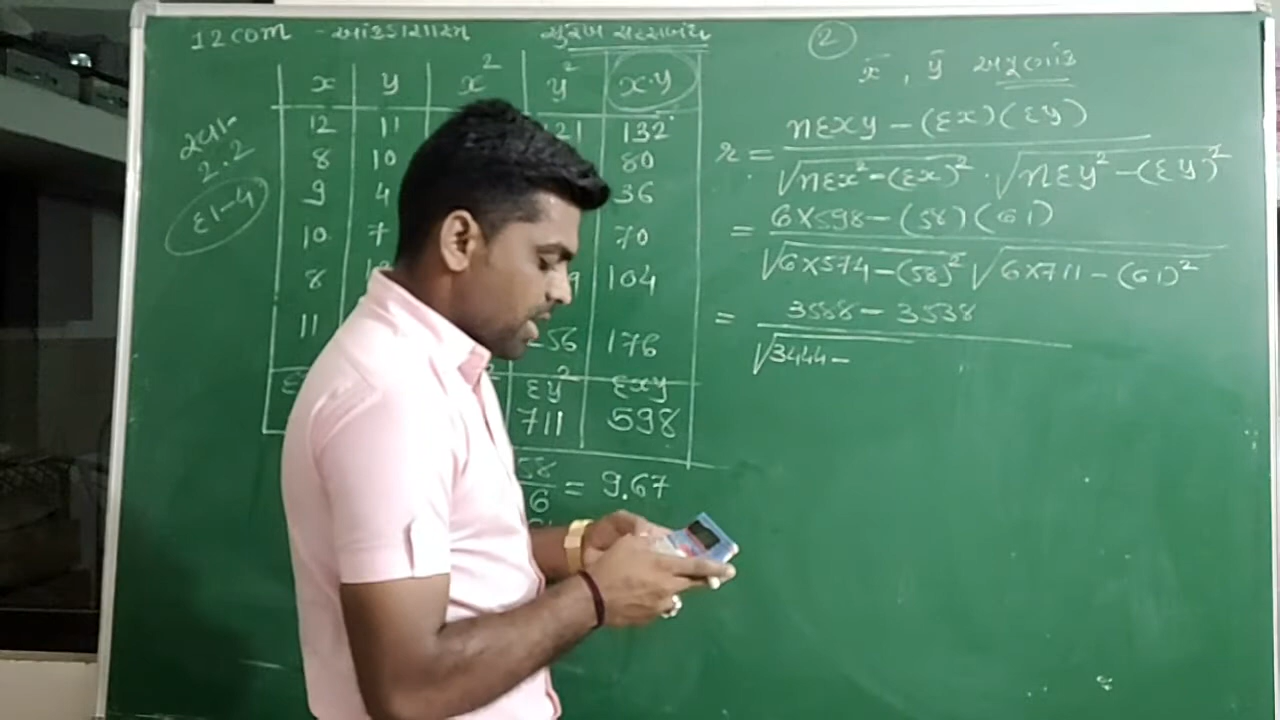 12com - આંકડાશાસ્ત્ર સુરેખ સહસંબંધ
x y x² y² x·y
12 11 121 132
8 10 80
9 4 36
10 7 70
8 104
11 256 176
Σy² Σxy
711 598
58/6 = 9.67
2.2
દા-4
2
x̄, ȳ અપૂર્ણાંક
r = nΣxy - (Σx)(Σy) / √nΣx² - (Σx)² · √nΣy² - (Σy)²
= 6×598 - (58)(61) / √6×574 - (58)² √6×711 - (61)²
= 3588 - 3538 / √3444 -